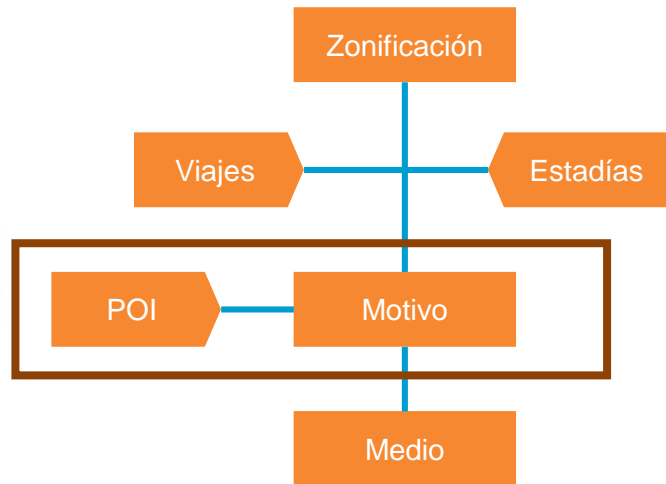 Zonificación
Viajes
Estadías
POI
Motivo
Medio